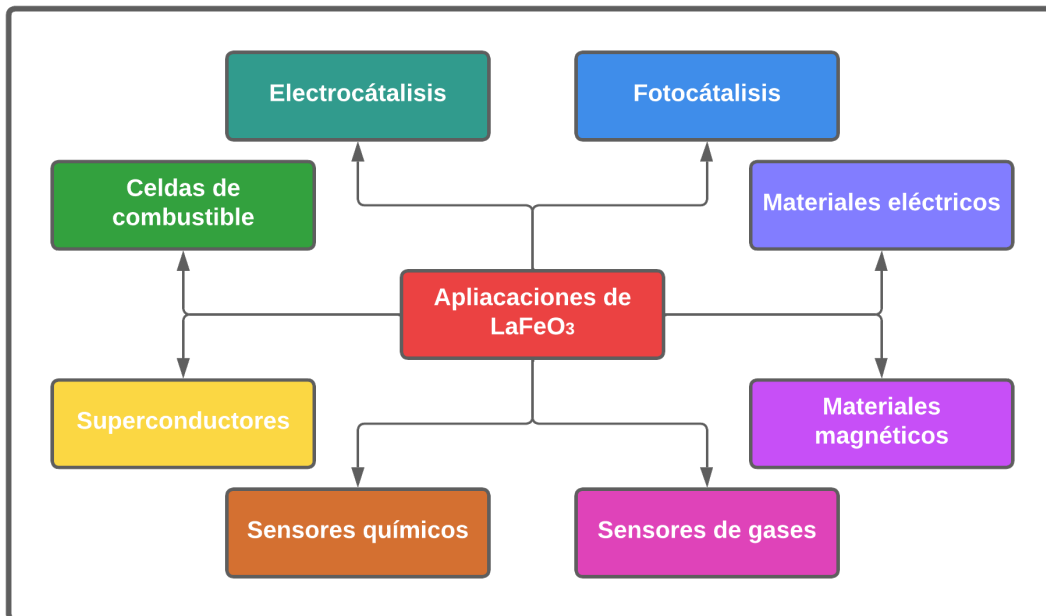 Electrocátalisis
Fotocátalisis
Celdas de
combustible
Materiales eléctricos
Apliacaciones de
LaFeO₃
Superconductores
Materiales
magnéticos
Sensores químicos
Sensores de gases